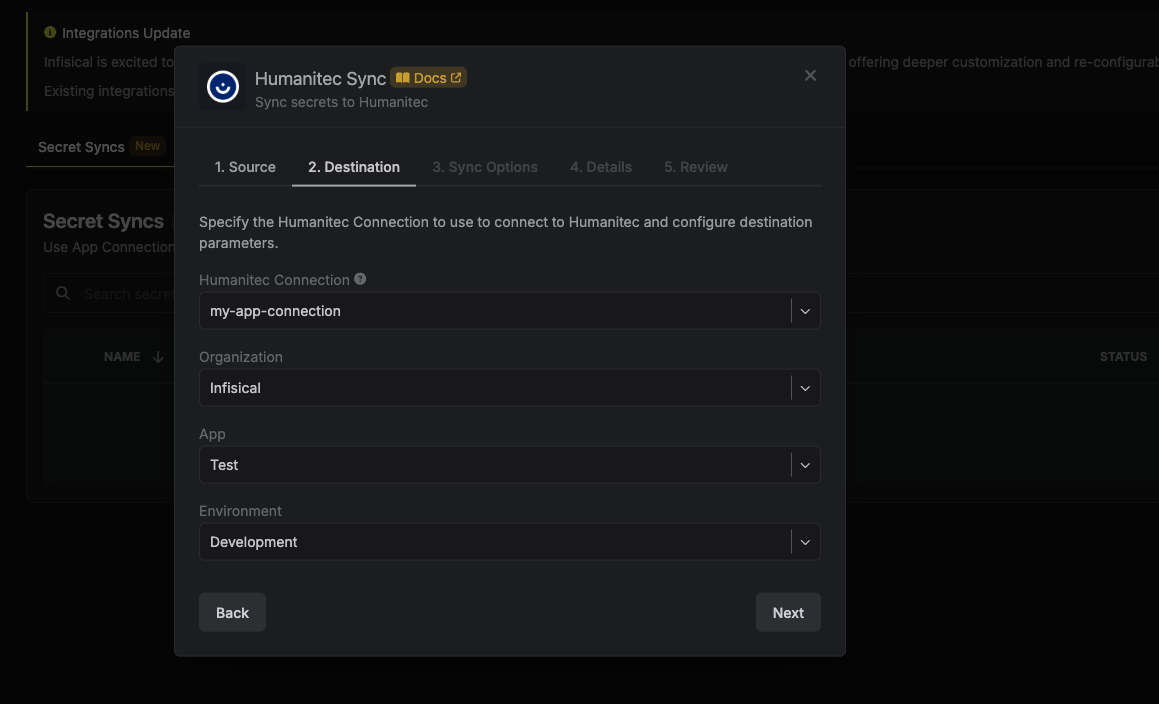 Integrations Update
Infisical is excited to
offering deeper customization and re-configurab
Existing integrations
Humanitec Sync
Docs
Sync secrets to Humanitec
Secret Syncs New
1. Source 2. Destination 3. Sync Options 4. Details 5. Review
Secret Syncs
Use App Connection
Specify the Humanitec Connection to use to connect to Humanitec and configure destination
parameters.
Humanitec Connection
Search secret
my-app-connection
NAME
STATUS
Organization
Infisical
App
Test
Environment
Development
Back
Next